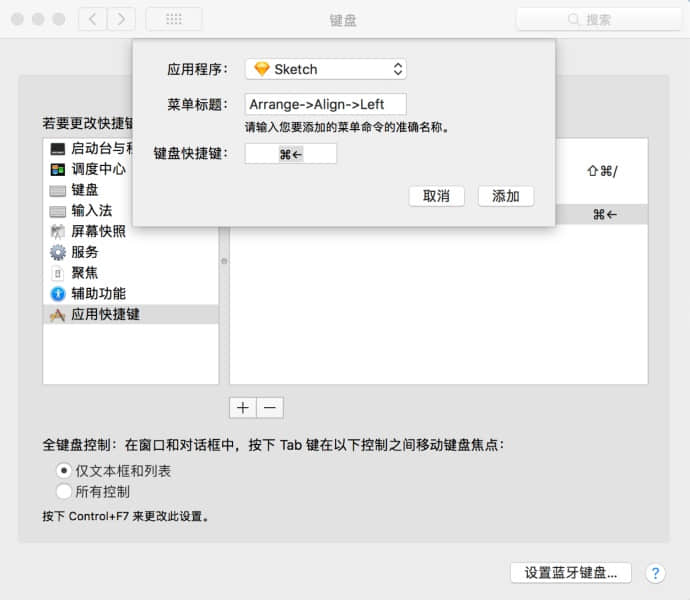 键盘
搜索
应用程序：
Sketch
菜单标题：
Arrange->Align->Left
请输入您要添加的菜单命令的准确名称。
键盘快捷键：
⌘←
取消
添加
若要更改快捷键
启动台与程
调度中心
键盘
输入法
屏幕快照
服务
聚焦
辅助功能
应用快捷键
⇧⌘/
⌘←
全键盘控制：在窗口和对话框中，按下 Tab 键在以下控制之间移动键盘焦点：
仅文本框和列表
所有控制
按下 Control+F7 来更改此设置。
设置蓝牙键盘...
?